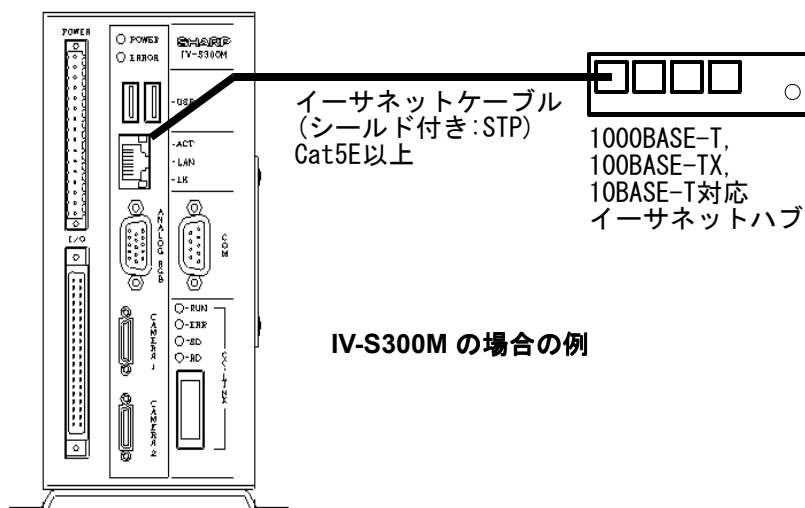 POWER
POWER
ERROR
SHARP
IV-S300M
USB
-ACT
-LAN
I/O
ANALOG RGB
COM
-RUN
-ERR
-SD
-RD
CC-LINK
CAMERA 1
CAMERA 2
イーサネットケーブル
(シールド付き:STP)
Cat5E以上
1000BASE-T,
100BASE-TX,
10BASE-T対応
イーサネットハブ
IV-S300M の場合の例